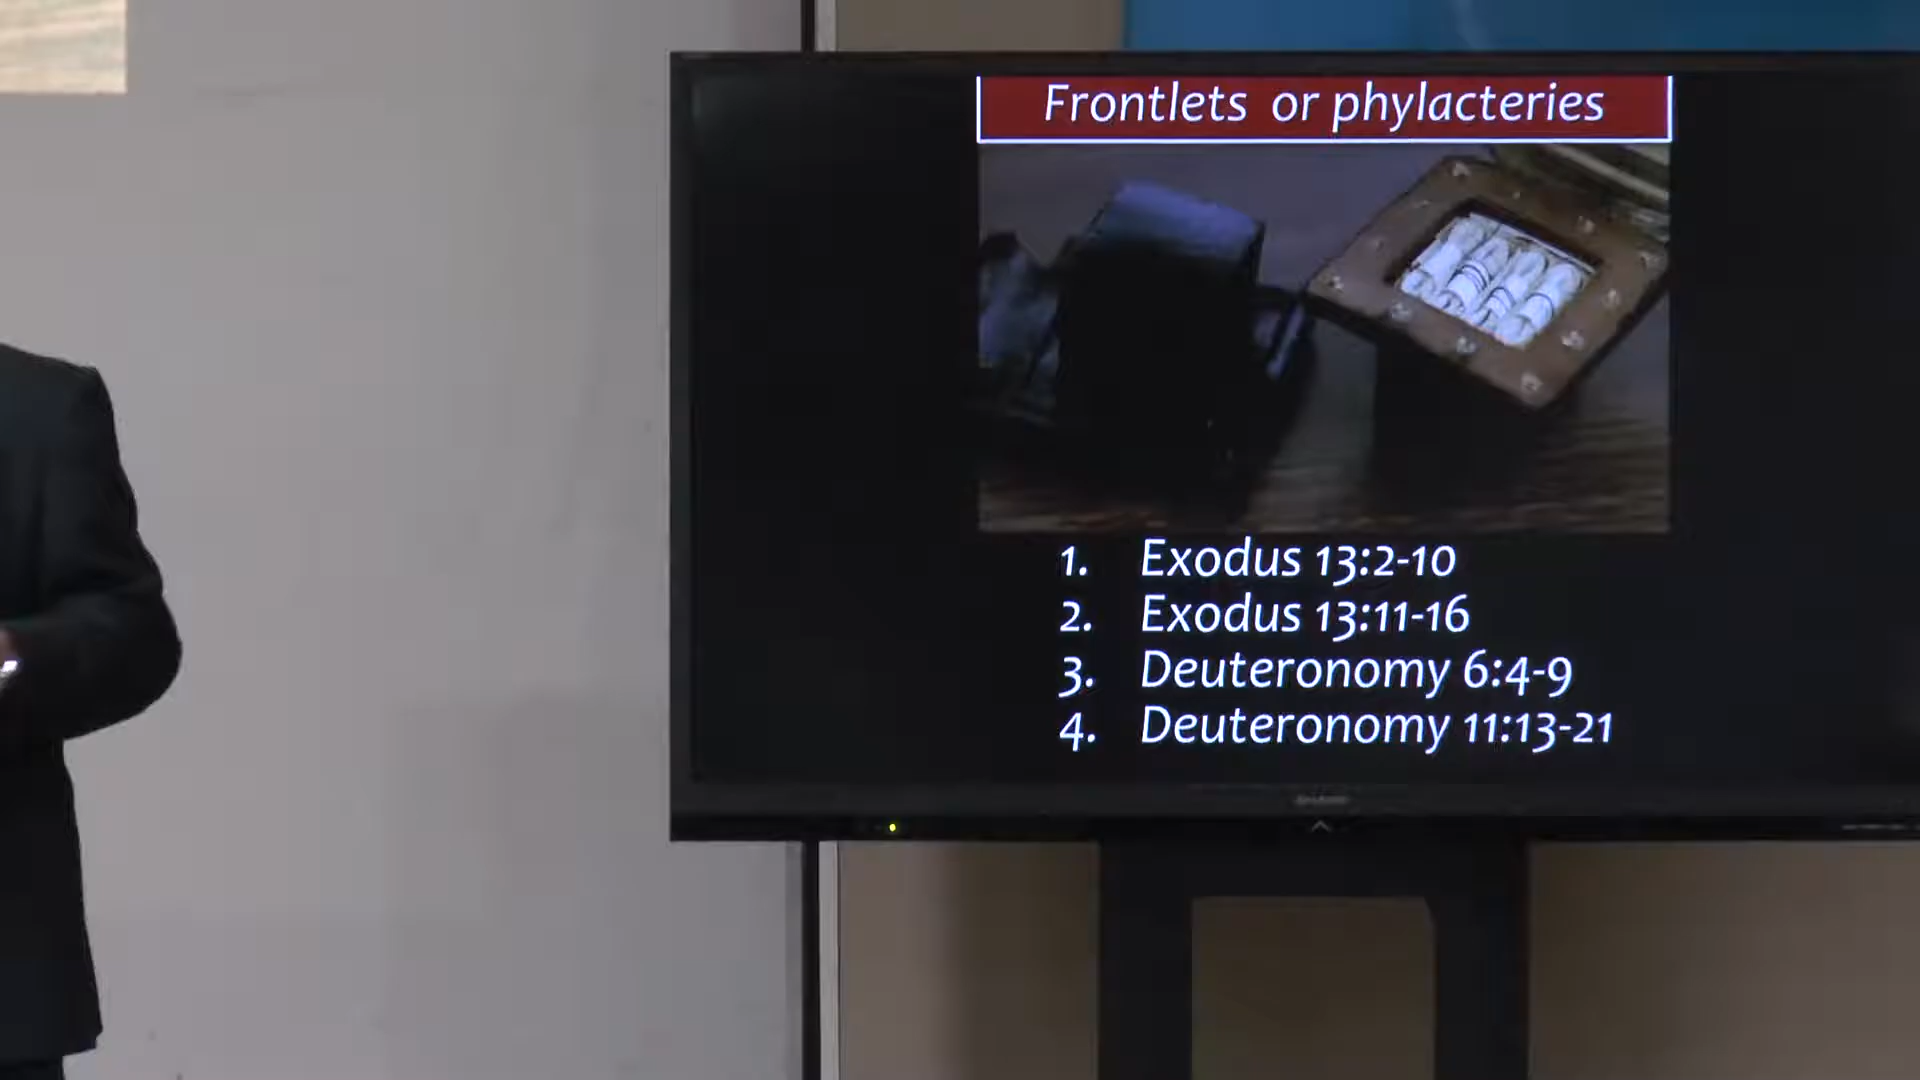 Frontlets or phylacteries
1. Exodus 13:2-10
2. Exodus 13:11-16
3. Deuteronomy 6:4-9
4. Deuteronomy 11:13-21
SHARP